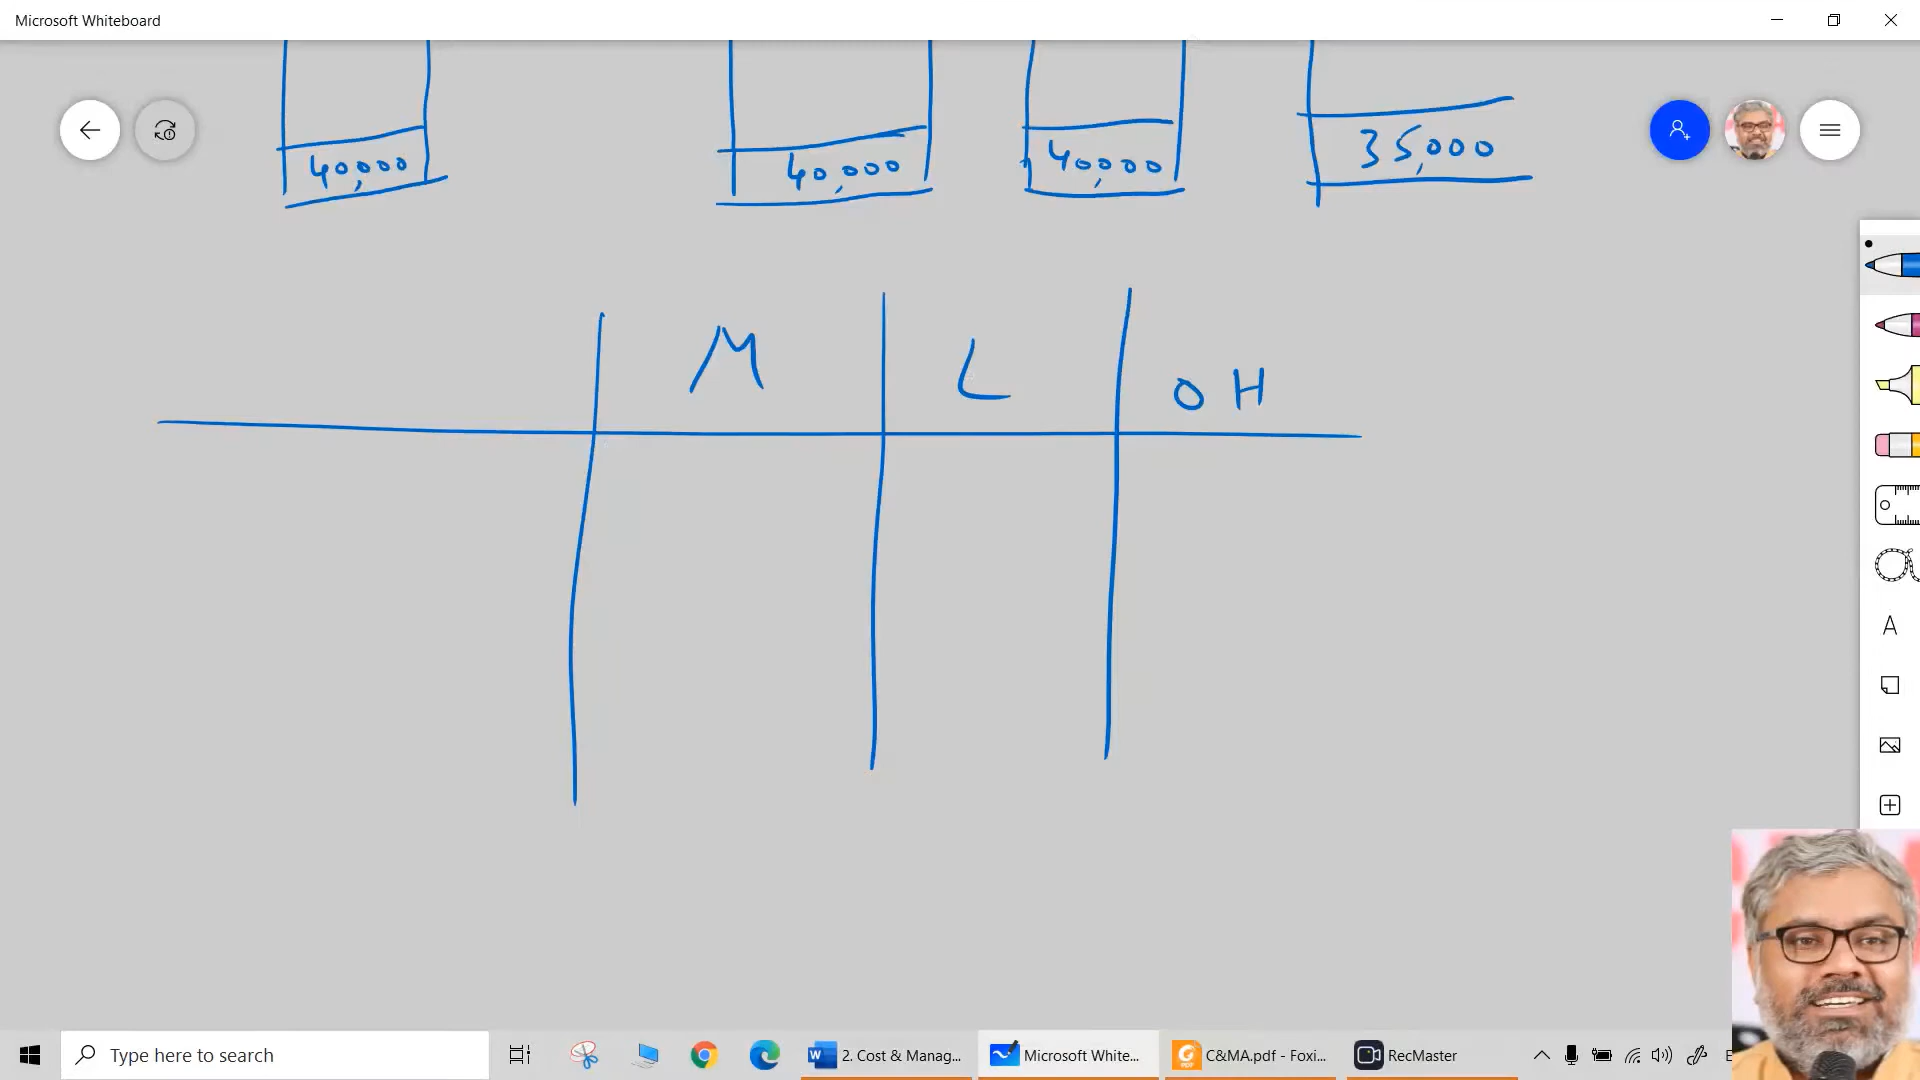 Microsoft Whiteboard
40,000 40,000 40,000 35,000
M L OH
A
Type here to search
2. Cost & Manag...
Microsoft White...
C&MA.pdf - Foxi...
RecMaster